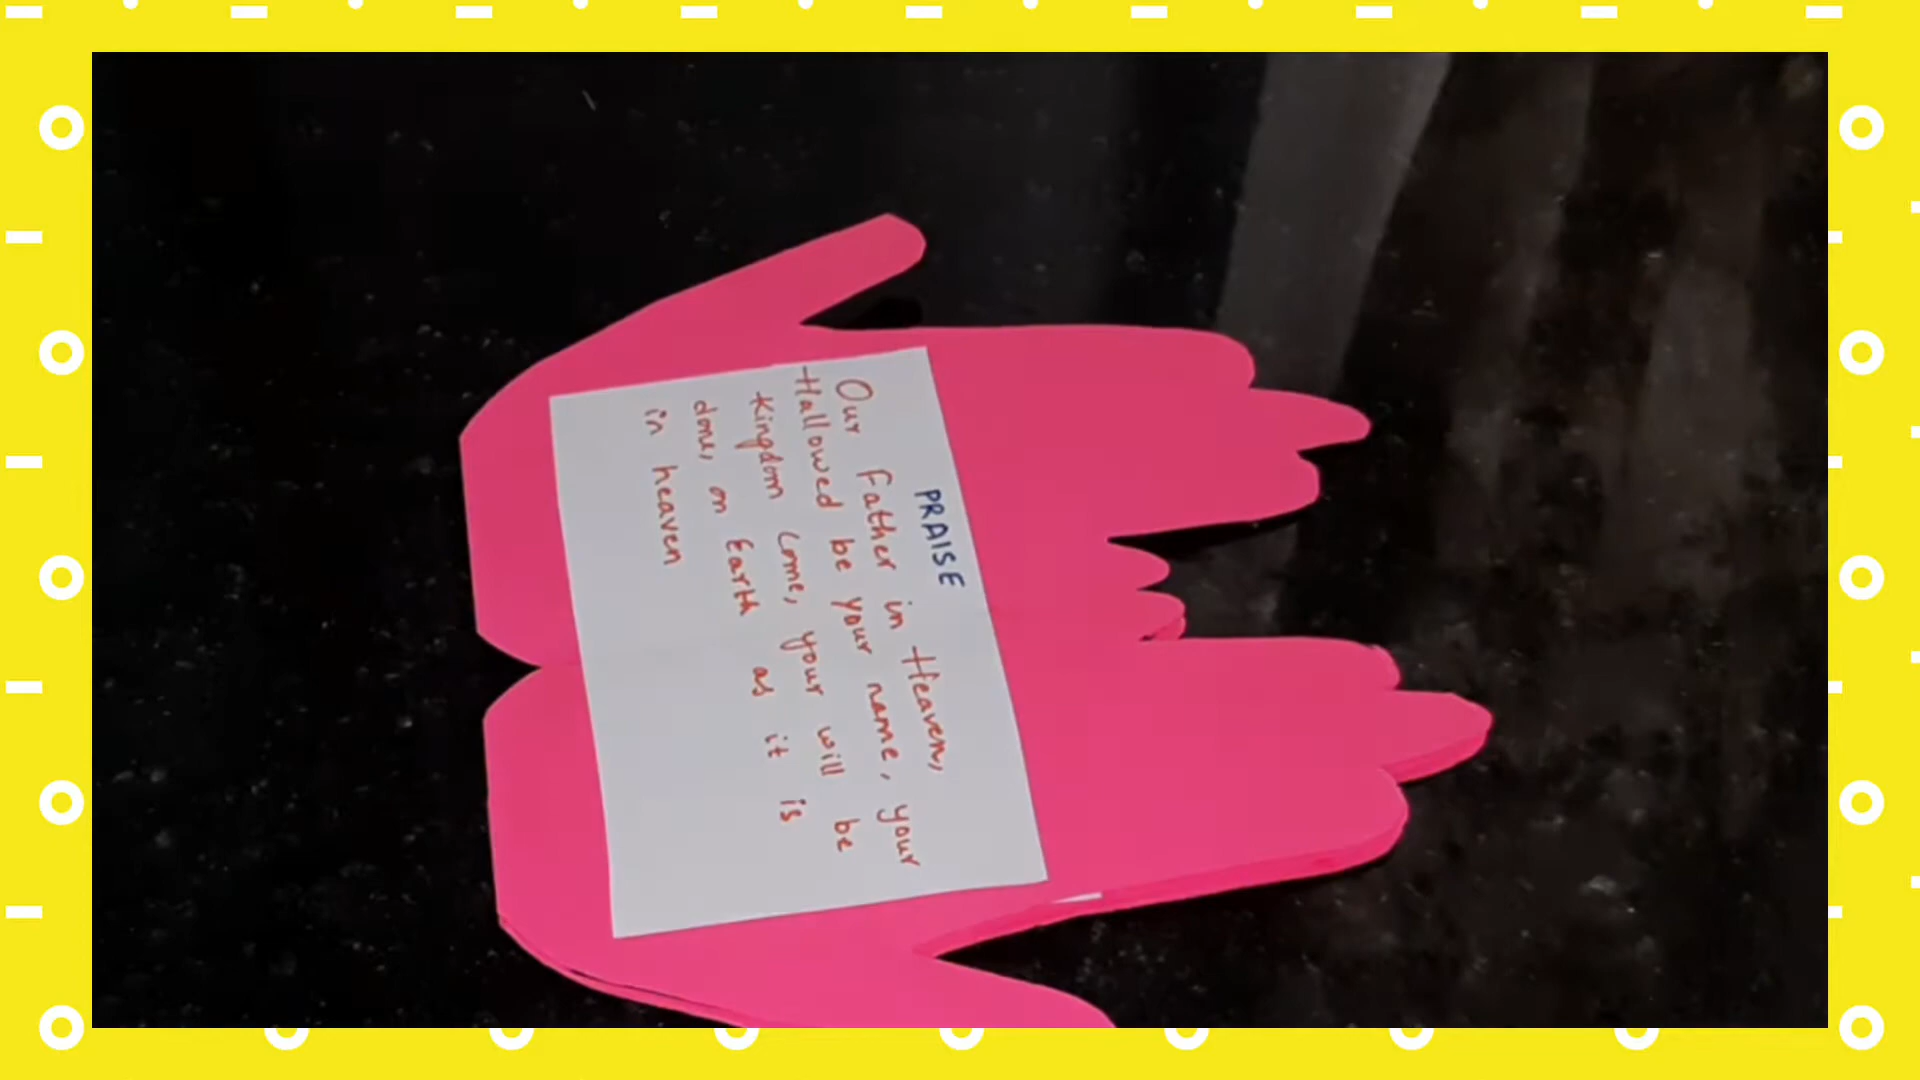 PRAISE
Our Father in Heaven,
Hallowed be your name, your
Kingdom come, your will be
done, on Earth as it is
in heaven